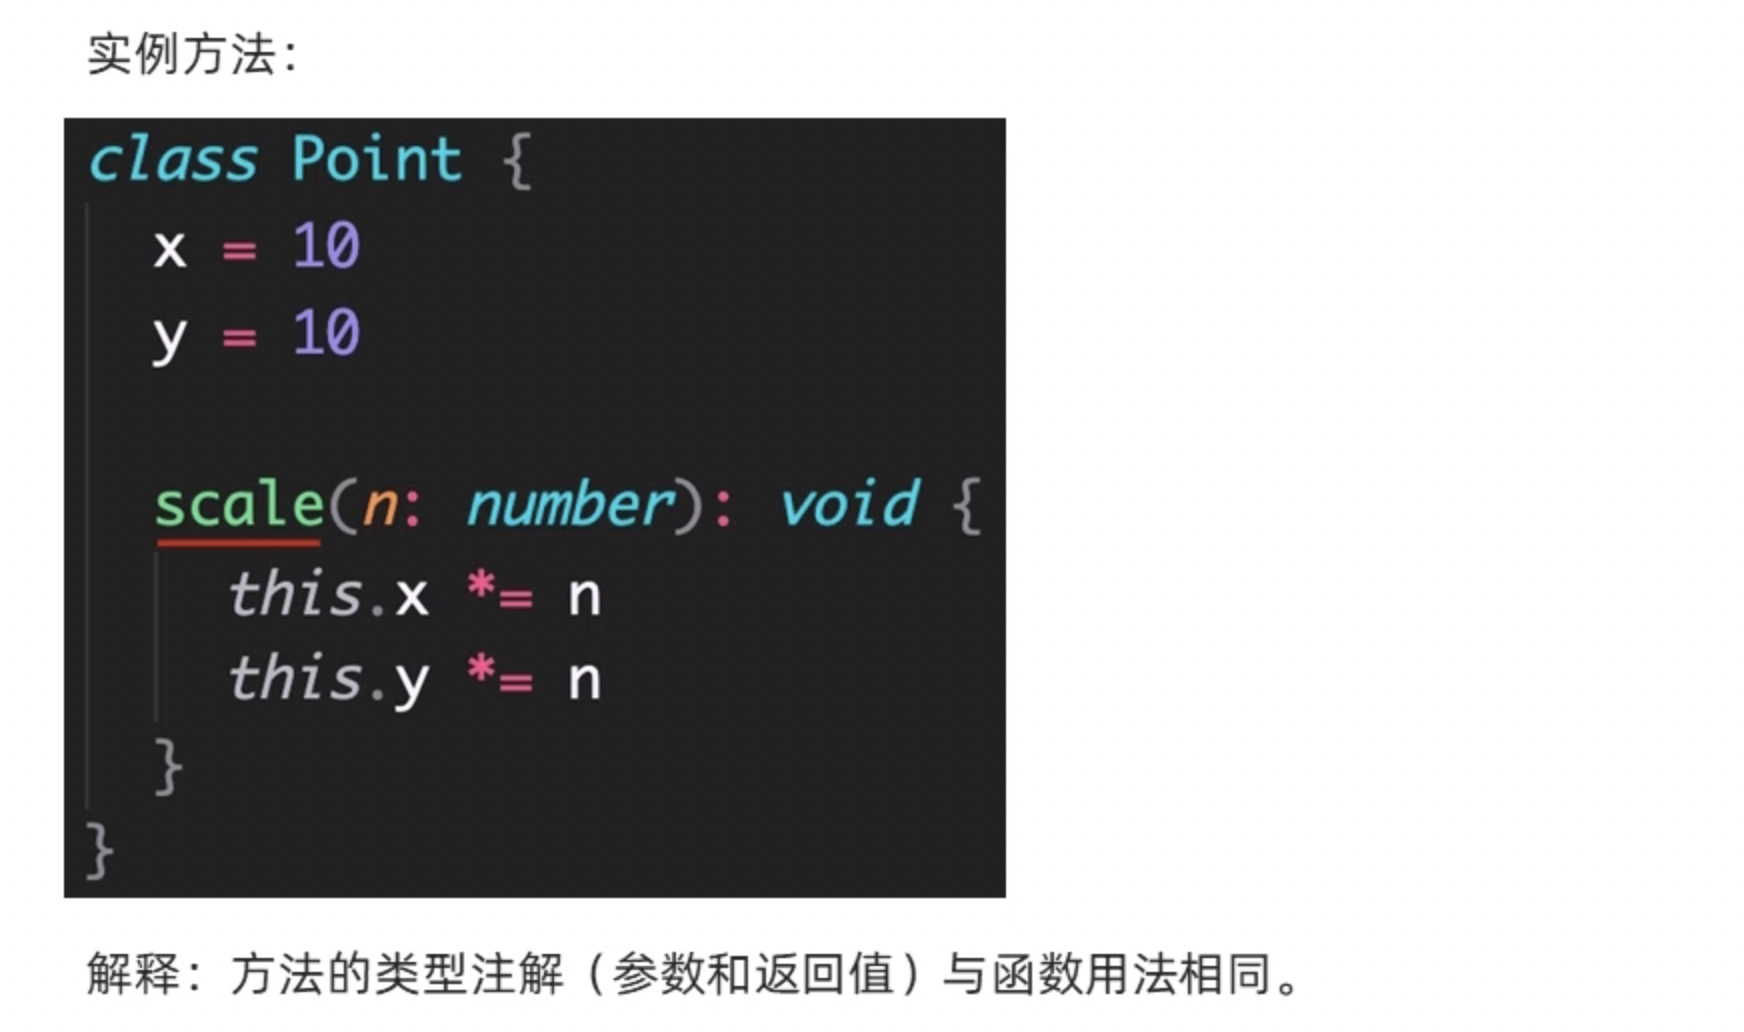 实例方法：
class Point {
  x = 10
  y = 10

  scale(n: number): void {
    this.x *= n
    this.y *= n
  }
}
解释：方法的类型注解（参数和返回值）与函数用法相同。